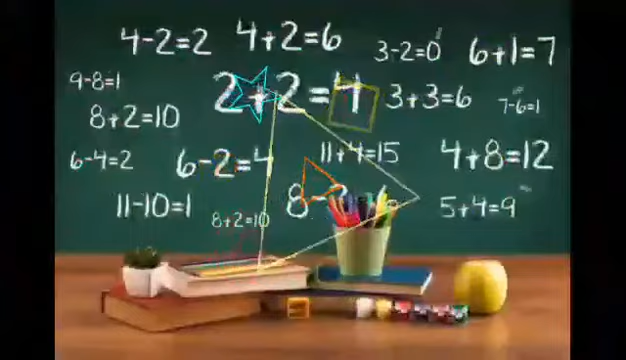 4-2=2 4+2=6 3-2=0 6+1=7
9-8=1 2+2=4 3+3=6 7-6=1
8+2=10
6-4=2 6-2=4 11+4=15 4+8=12
11-10=1 8+2=10 8- 5+4=9